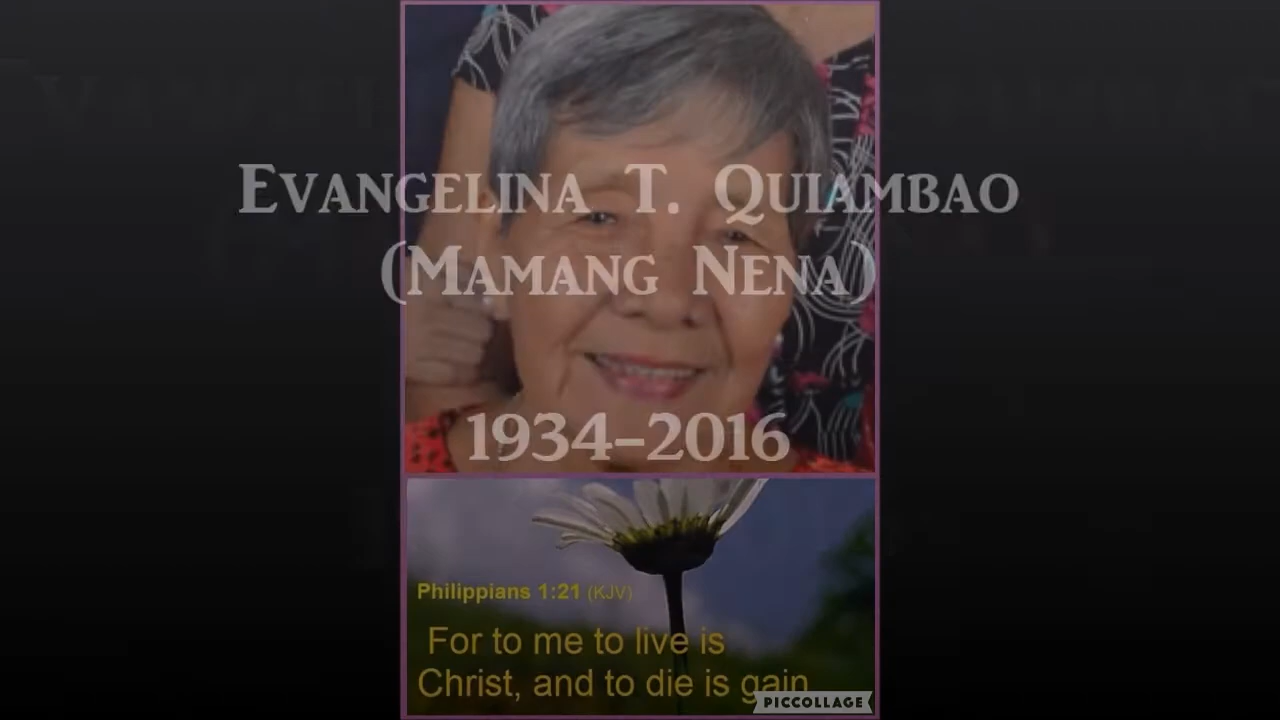 Evangelina T. Quiambao
(Mamang Nena)
1934-2016
Philippians 1:21 (KJV)
For to me to live is
Christ, and to die is gain
PICCOLLAGE